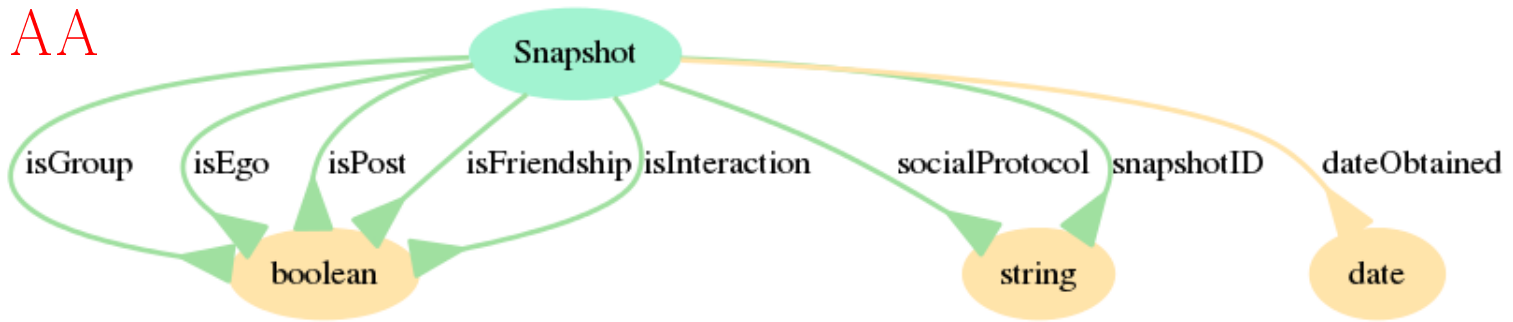 AA
Snapshot
isGroup isEgo isPost isFriendship isInteraction socialProtocol snapshotID dateObtained
boolean string date